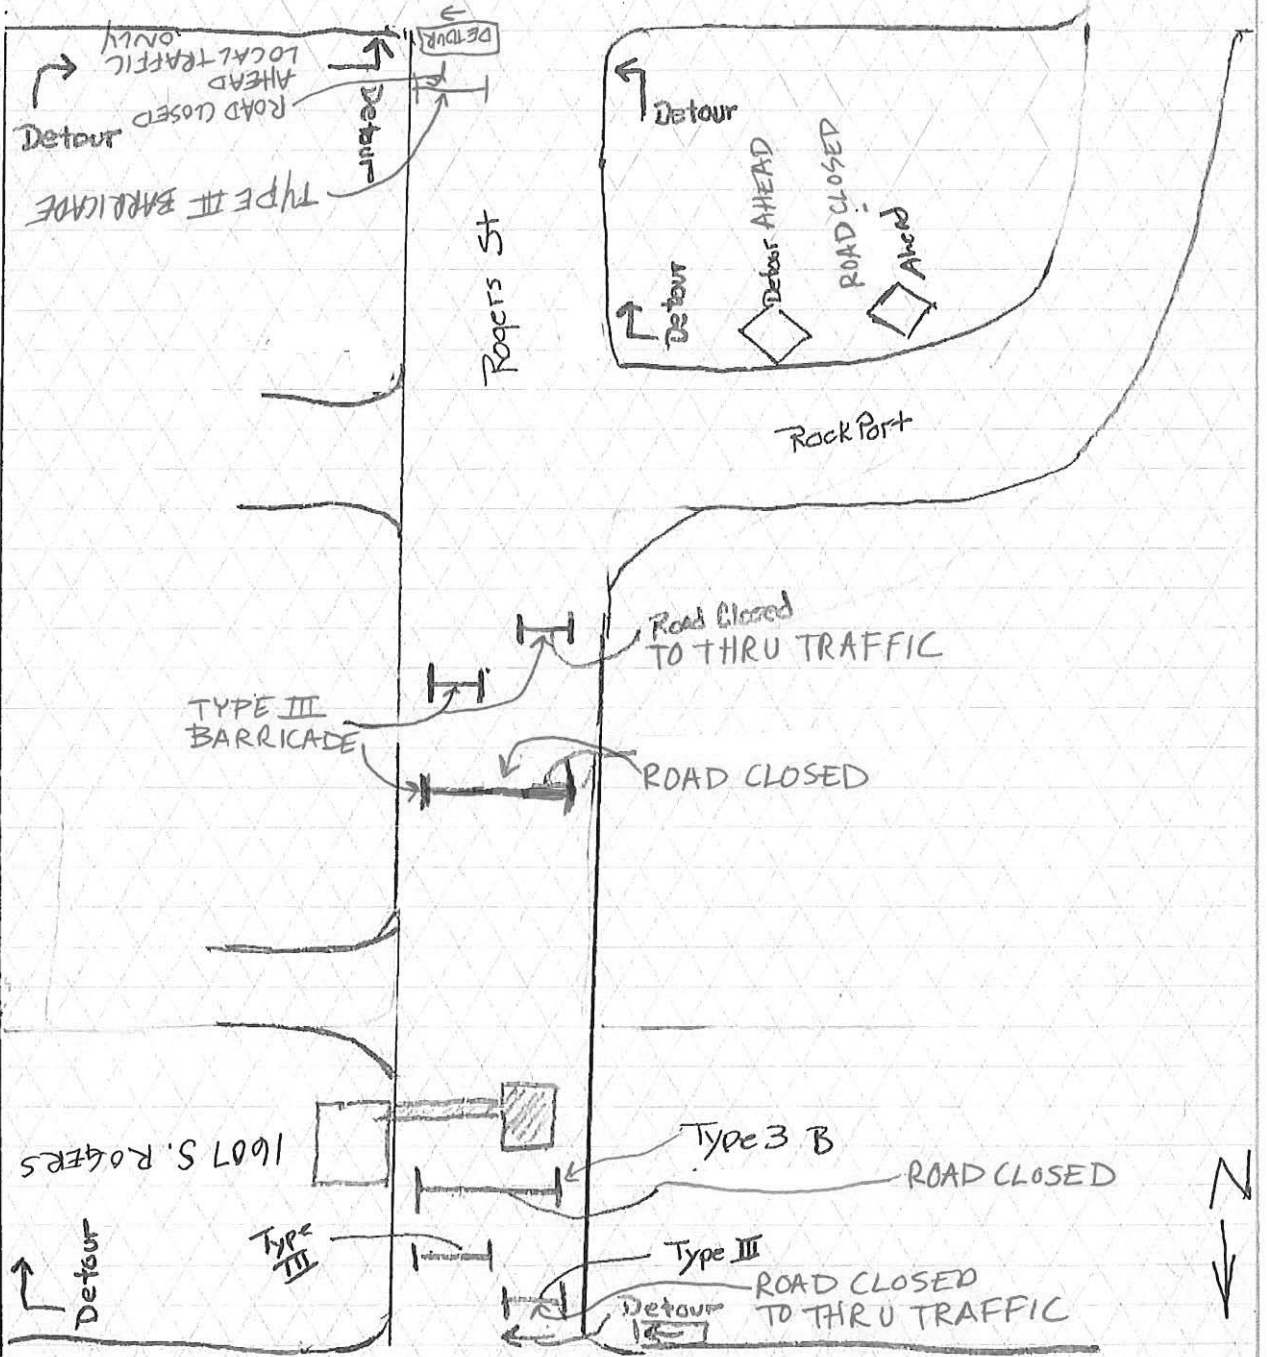 DETOUR
ROAD CLOSED
AHEAD
LOCAL TRAFFIC
ONLY
Detour
Detour
TYPE III BARRICADE
Rogers St
Detour
Detour
Detour AHEAD
ROAD CLOSED
Ahead
RockPort
Road Closed
TO THRU TRAFFIC
TYPE III
BARRICADE
ROAD CLOSED
1607 S. ROGERS
Type 3 B
ROAD CLOSED
N
Detour
Type
III
Type III
ROAD CLOSED
TO THRU TRAFFIC
Detour